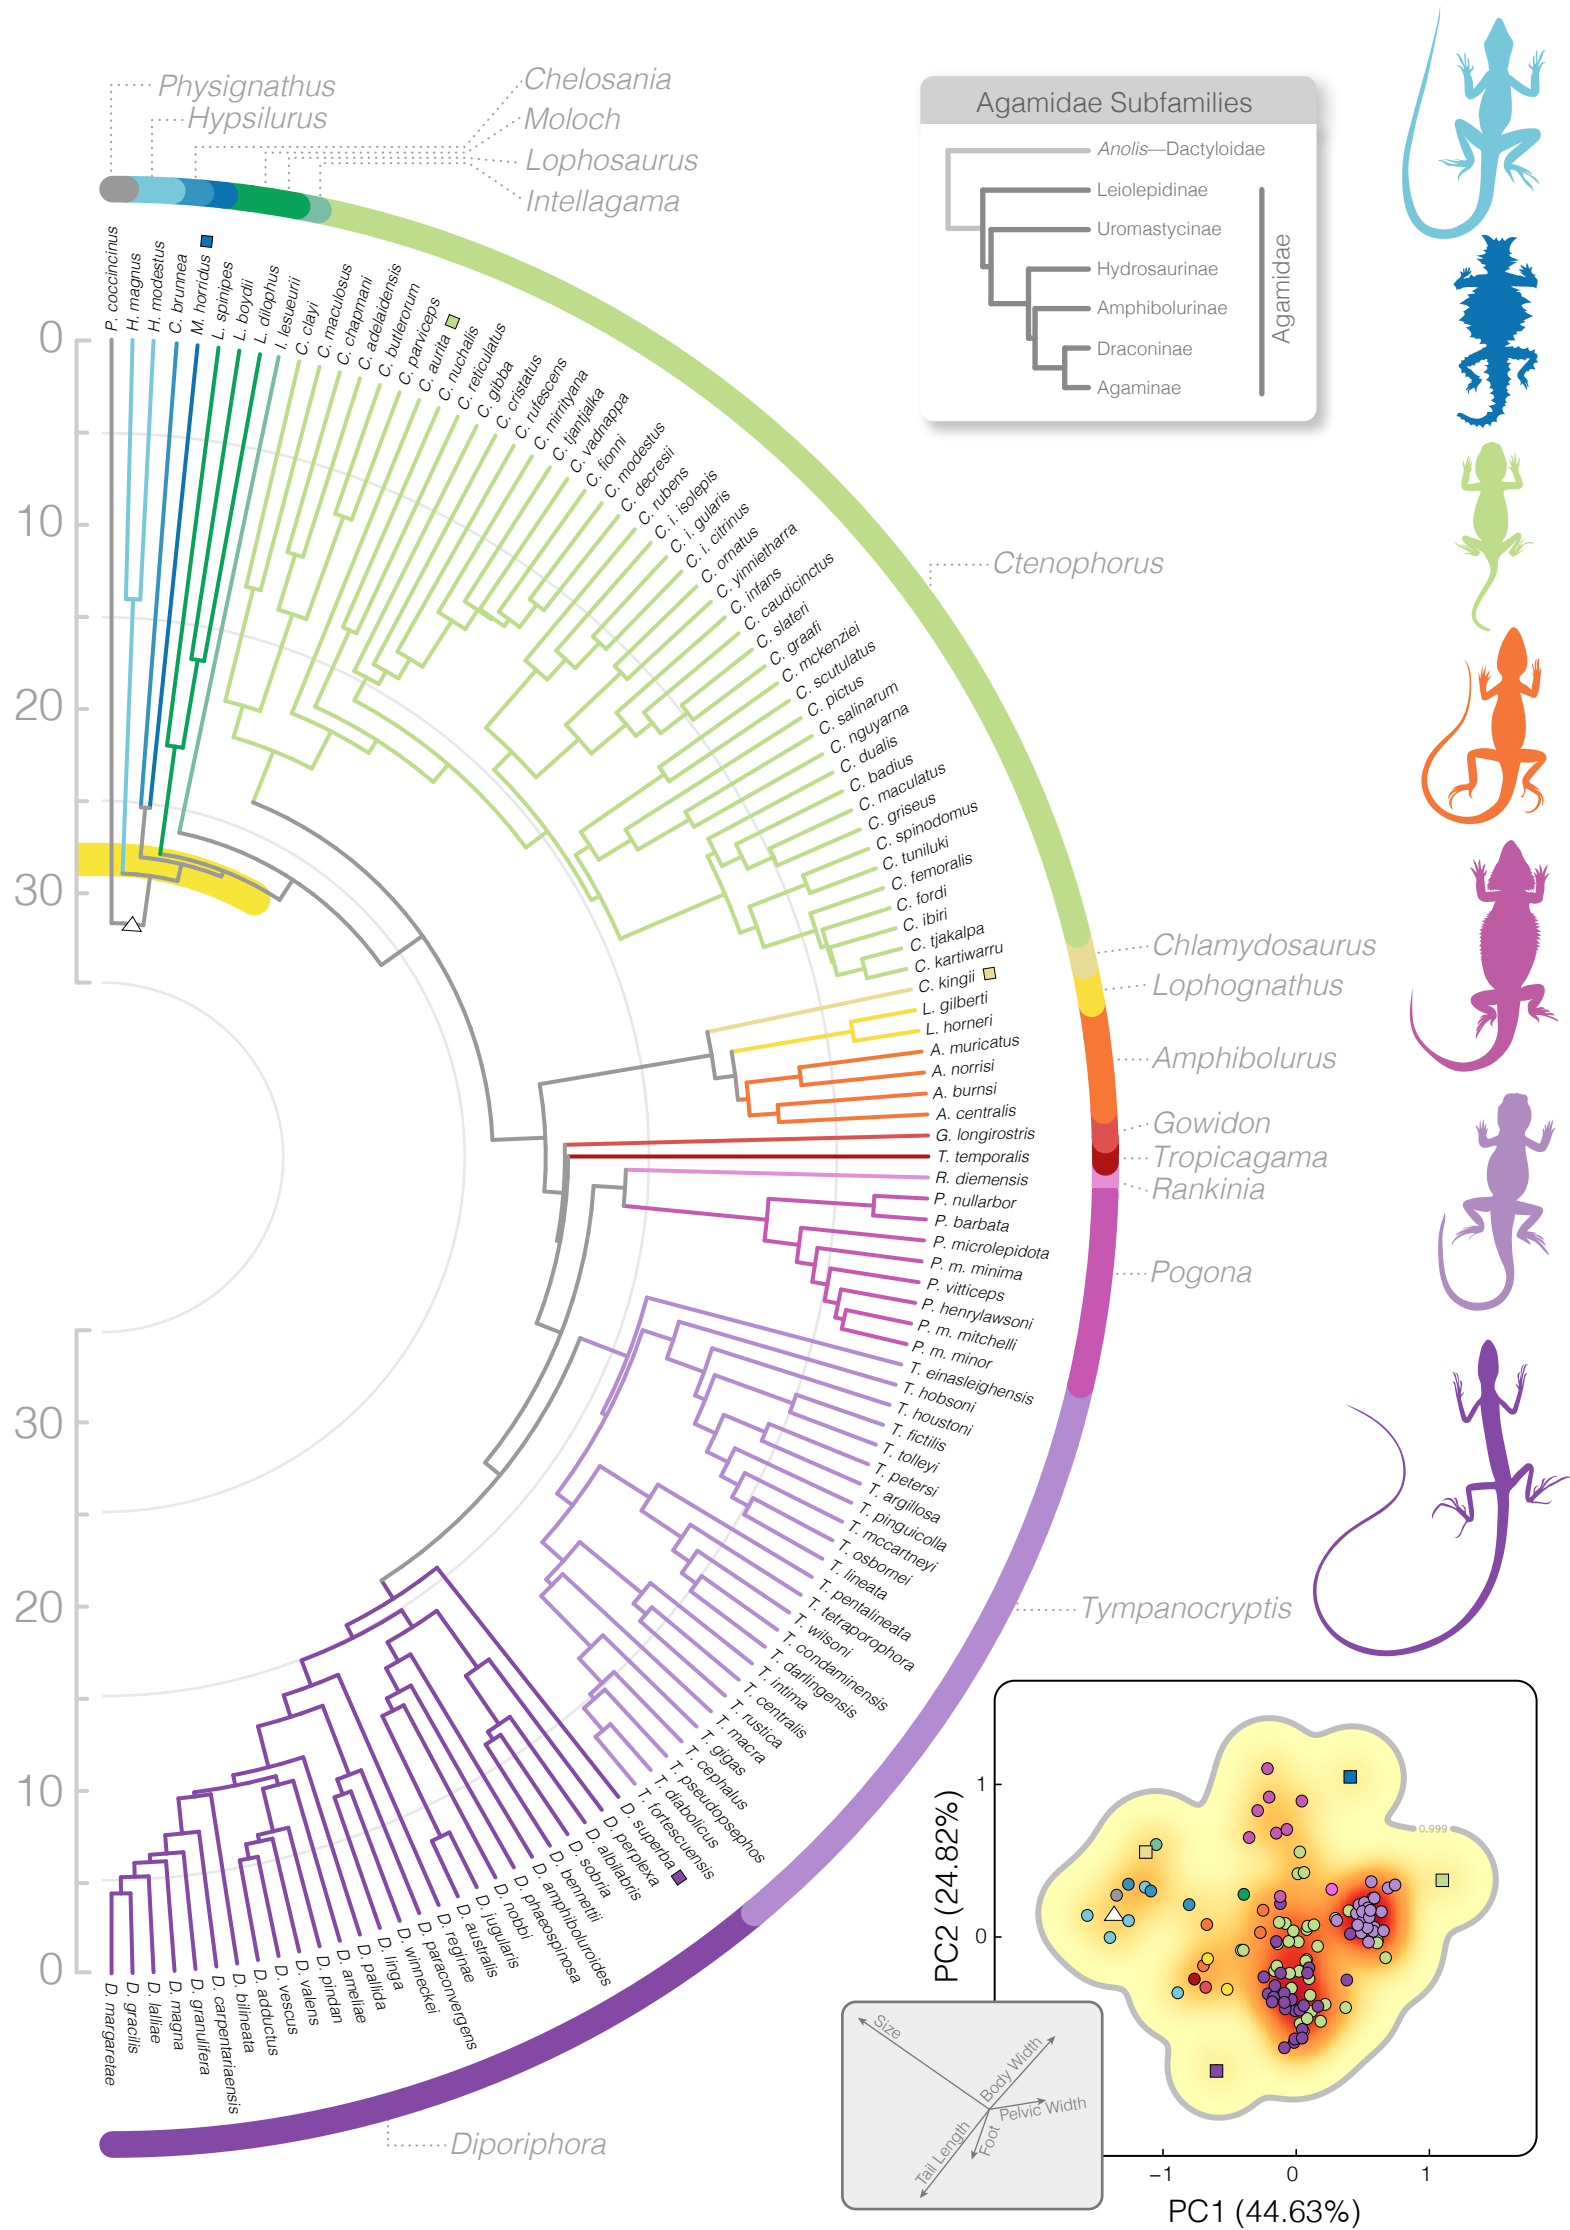 Physignathus
Hypsilurus
Chelosania
Moloch
Lophosaurus
Intellagama
Agamidae Subfamilies
Anolis—Dactyloidae
Leiolepidinae
Uromastycinae
Hydrosaurinae
Amphibolurinae
Draconinae
Agaminae
Agamidae
0
10
20
30
30
20
10
0
P. coccincinus
H. magnus
H. modestus
C. brunnea
M. horridus
L. spinipes
L. boydii
L. dilophus
I. lesueurii
C. clayi
C. maculosus
C. chapmani
C. adelaidensis
C. butlerorum
C. parviceps
C. aurita
C. nuchalis
C. reticulatus
C. gibba
C. cristatus
C. rufescens
C. mirrityana
C. tjantjalka
C. vadnappa
C. fionni
C. modestus
C. decresii
C. rubens
C. i. isolepis
C. i. gularis
C. i. citrinus
C. ornatus
C. yinnietharra
C. infans
C. caudicinctus
C. slateri
C. graafi
C. mckenziei
C. scutulatus
C. pictus
C. salinarum
C. nguyarna
C. dualis
C. badius
C. maculatus
C. griseus
C. spinodomus
C. tuniluki
C. femoralis
C. fordi
C. ibiri
C. tjakalpa
C. kartiwarru
C. kingii
L. gilberti
L. horneri
A. muricatus
A. norrisi
A. burnsi
A. centralis
G. longirostris
T. temporalis
R. diemensis
P. nullarbor
P. barbata
P. microlepidota
P. m. minima
P. vitticeps
P. henrylawsoni
P. m. mitchelli
P. m. minor
T. einasleighensis
T. hobsoni
T. houstoni
T. fictilis
T. tolleyi
T. petersi
T. argillosa
T. pinguicolla
T. mccartneyi
T. osbornei
T. lineata
T. pentalineata
T. tetraporophora
T. wilsoni
T. condaminensis
T. darlingensis
T. intima
T. centralis
T. rustica
T. macra
T. gigas
T. cephalus
T. pseudopsephos
T. diabolicus
T. fortescuensis
D. superba
D. perplexa
D. albilabris
D. sobria
D. bennettii
D. amphiboluroides
D. phaeospinosa
D. nobbi
D. jugularis
D. australis
D. reginae
D. paraconvergens
D. winneckei
D. linga
D. pallida
D. ameliae
D. pindan
D. valens
D. vescus
D. adductus
D. bilineata
D. carpentariaensis
D. granulifera
D. magna
D. lalliae
D. gracilis
D. margaretae
Ctenophorus
Chlamydosaurus
Lophognathus
Amphibolurus
Gowidon
Tropicagama
Rankinia
Pogona
Tympanocryptis
Diporiphora
PC2 (24.82%)
1
0
0.999
−1
0
1
PC1 (44.63%)
Size
Body Width
Pelvic Width
Foot
Tail Length